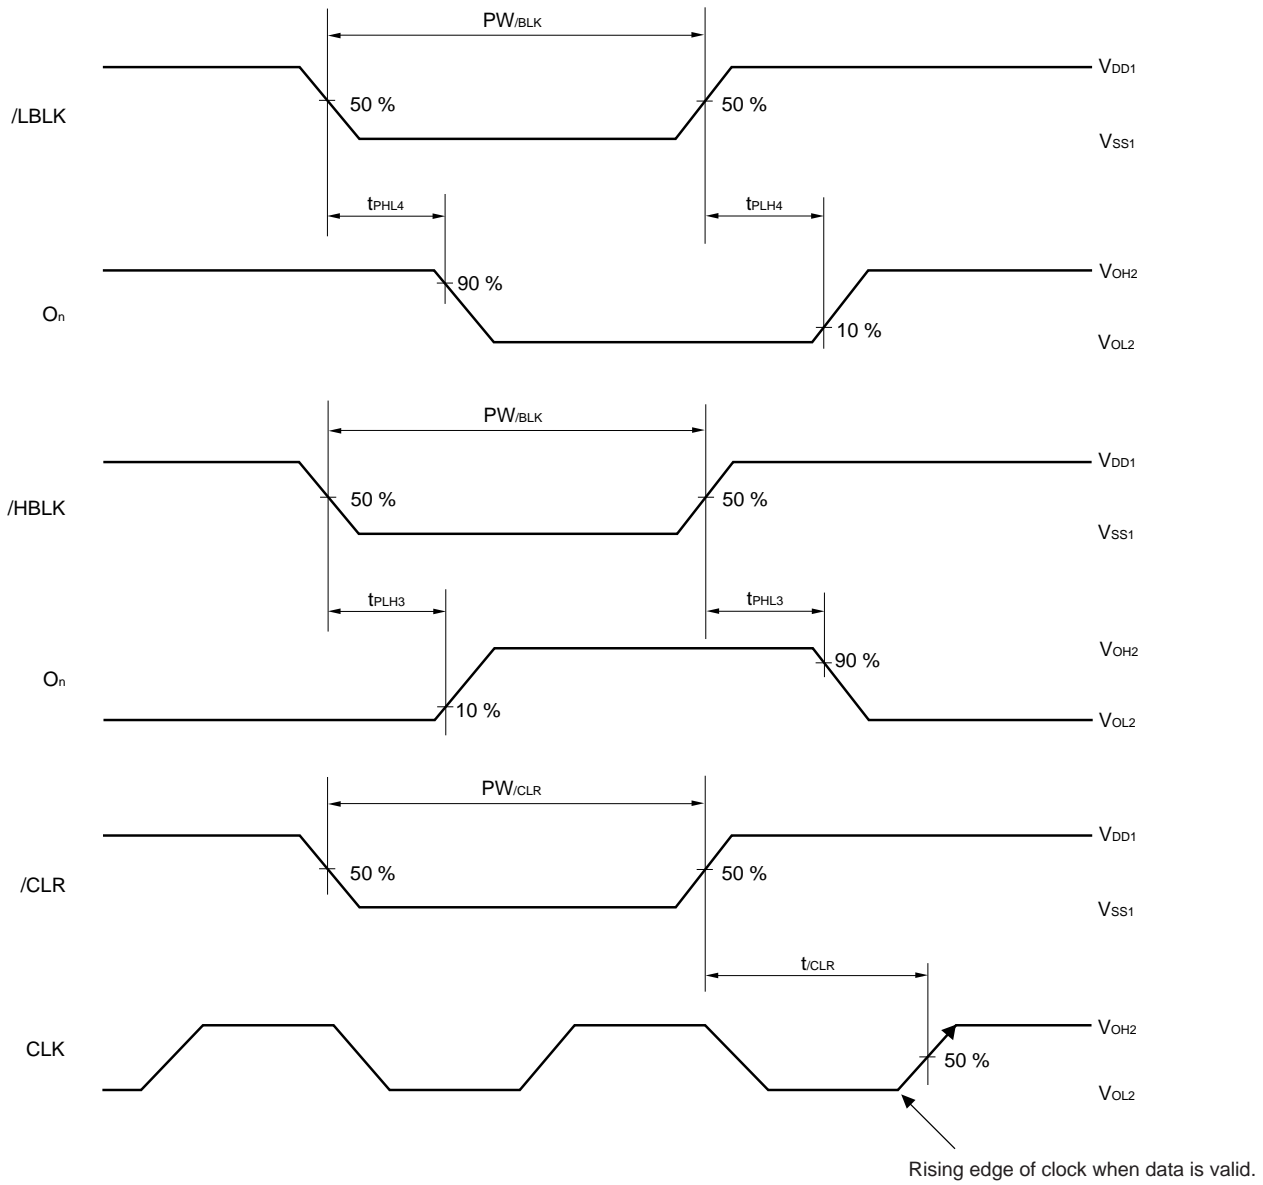 PW/BLK
VDD1
50 %
50 %
/LBLK
VSS1
tPHL4
tPLH4
VOH2
90 %
On
10 %
VOL2
PW/BLK
VDD1
50 %
50 %
/HBLK
VSS1
tPLH3
tPHL3
VOH2
90 %
On
10 %
VOL2
PW/CLR
VDD1
50 %
50 %
/CLR
VSS1
t/CLR
VOH2
CLK
50 %
VOL2
Rising edge of clock when data is valid.